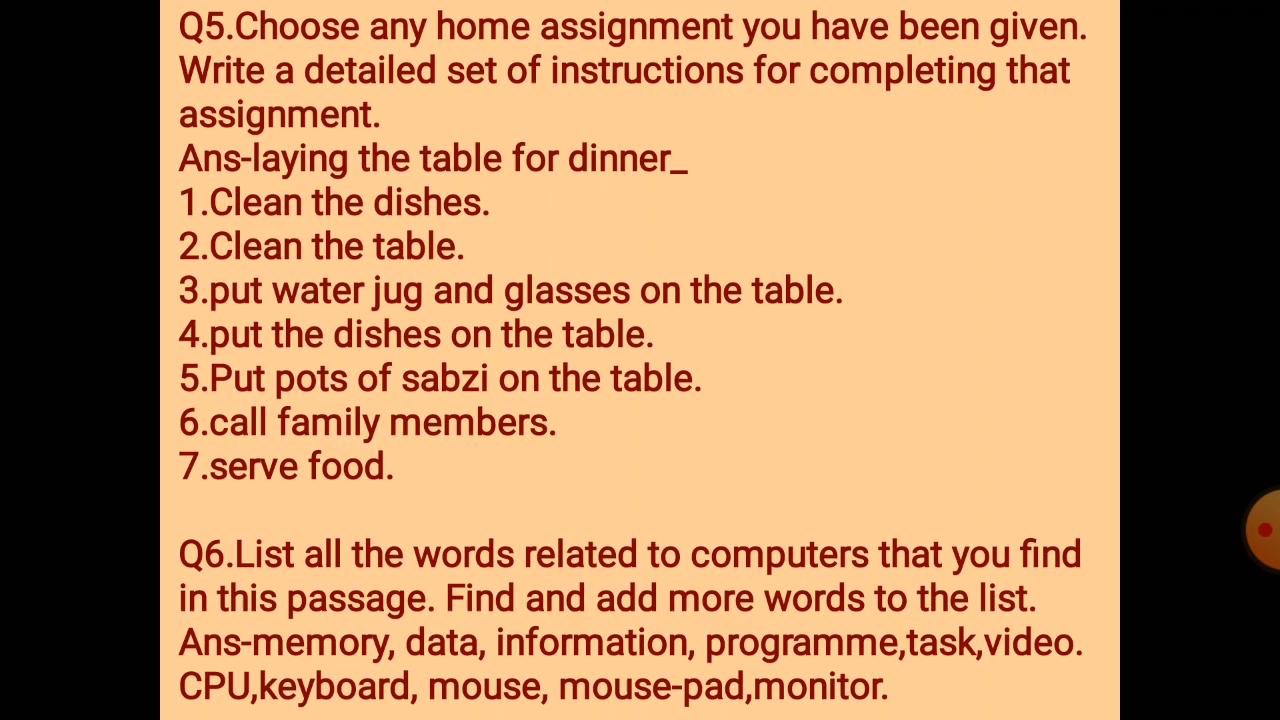 Q5.Choose any home assignment you have been given.
Write a detailed set of instructions for completing that
assignment.
Ans-laying the table for dinner_
1.Clean the dishes.
2.Clean the table.
3.put water jug and glasses on the table.
4.put the dishes on the table.
5.Put pots of sabzi on the table.
6.call family members.
7.serve food.
Q6.List all the words related to computers that you find
in this passage. Find and add more words to the list.
Ans-memory, data, information, programme,task,video.
CPU,keyboard, mouse, mouse-pad,monitor.